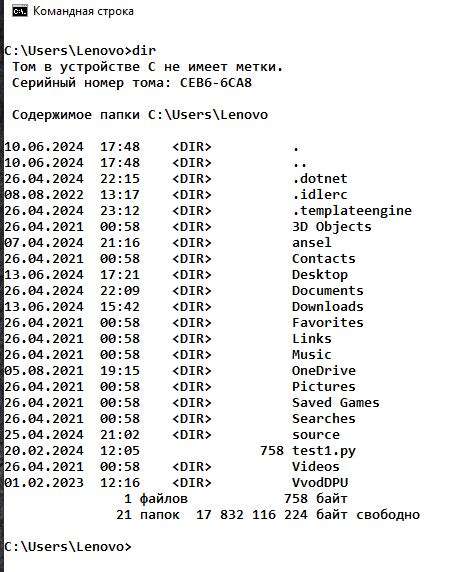 Командная строка
C:\Users\Lenovo>dir
Том в устройстве C не имеет метки.
Серийный номер тома: CEB6-6CA8
Содержимое папки C:\Users\Lenovo
10.06.2024  17:48    <DIR>          .
10.06.2024  17:48    <DIR>          ..
26.04.2024  22:15    <DIR>          .dotnet
08.08.2022  13:17    <DIR>          .idlerc
26.04.2024  23:12    <DIR>          .templateengine
26.04.2021  00:58    <DIR>          3D Objects
07.04.2024  21:16    <DIR>          ansel
26.04.2021  00:58    <DIR>          Contacts
13.06.2024  17:21    <DIR>          Desktop
26.04.2024  22:09    <DIR>          Documents
13.06.2024  15:42    <DIR>          Downloads
26.04.2021  00:58    <DIR>          Favorites
26.04.2021  00:58    <DIR>          Links
26.04.2021  00:58    <DIR>          Music
05.08.2021  19:15    <DIR>          OneDrive
26.04.2021  00:58    <DIR>          Pictures
26.04.2021  00:58    <DIR>          Saved Games
26.04.2021  00:58    <DIR>          Searches
25.04.2024  21:02    <DIR>          source
20.02.2024  12:05               758 test1.py
26.04.2021  00:58    <DIR>          Videos
01.02.2023  12:16    <DIR>          VvodDPU
1 файлов            758 байт
21 папок  17 832 116 224 байт свободно
C:\Users\Lenovo>